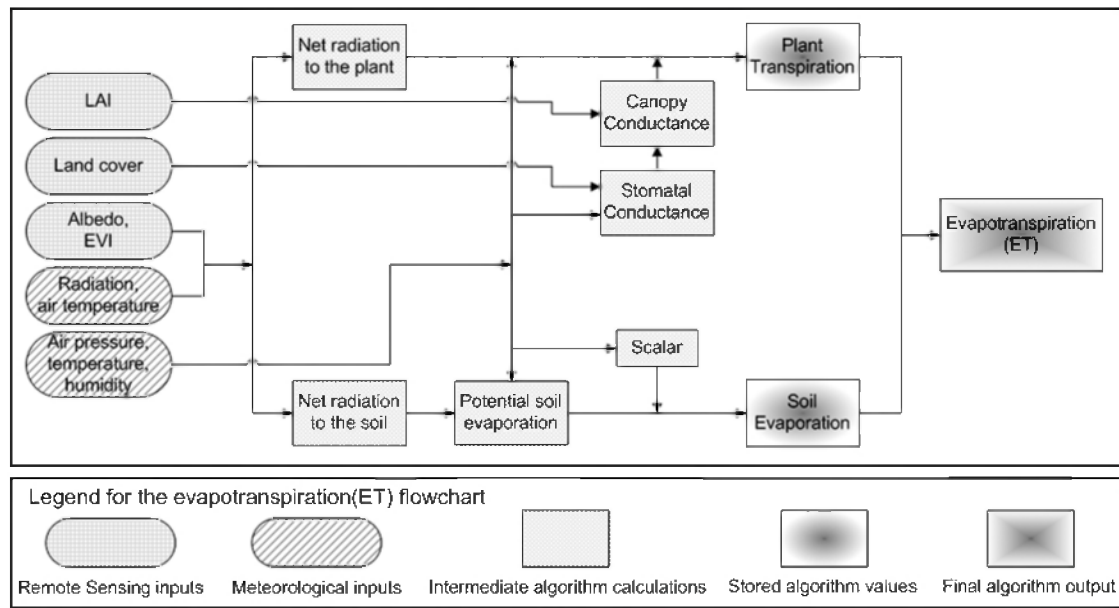 Net radiation
to the plant
Plant
Transpiration
LAI
Canopy
Conductance
Land cover
Stomatal
Conductance
Albedo,
EVI
Evapotranspiration
(ET)
Radiation,
air temperature
Air pressure,
temperature,
humidity
Scalar
Net radiation
to the soil
Potential soil
evaporation
Soil
Evaporation
Legend for the evapotranspiration(ET) flowchart
Remote Sensing inputs
Meteorological inputs
Intermediate algorithm calculations
Stored algorithm values
Final algorithm output